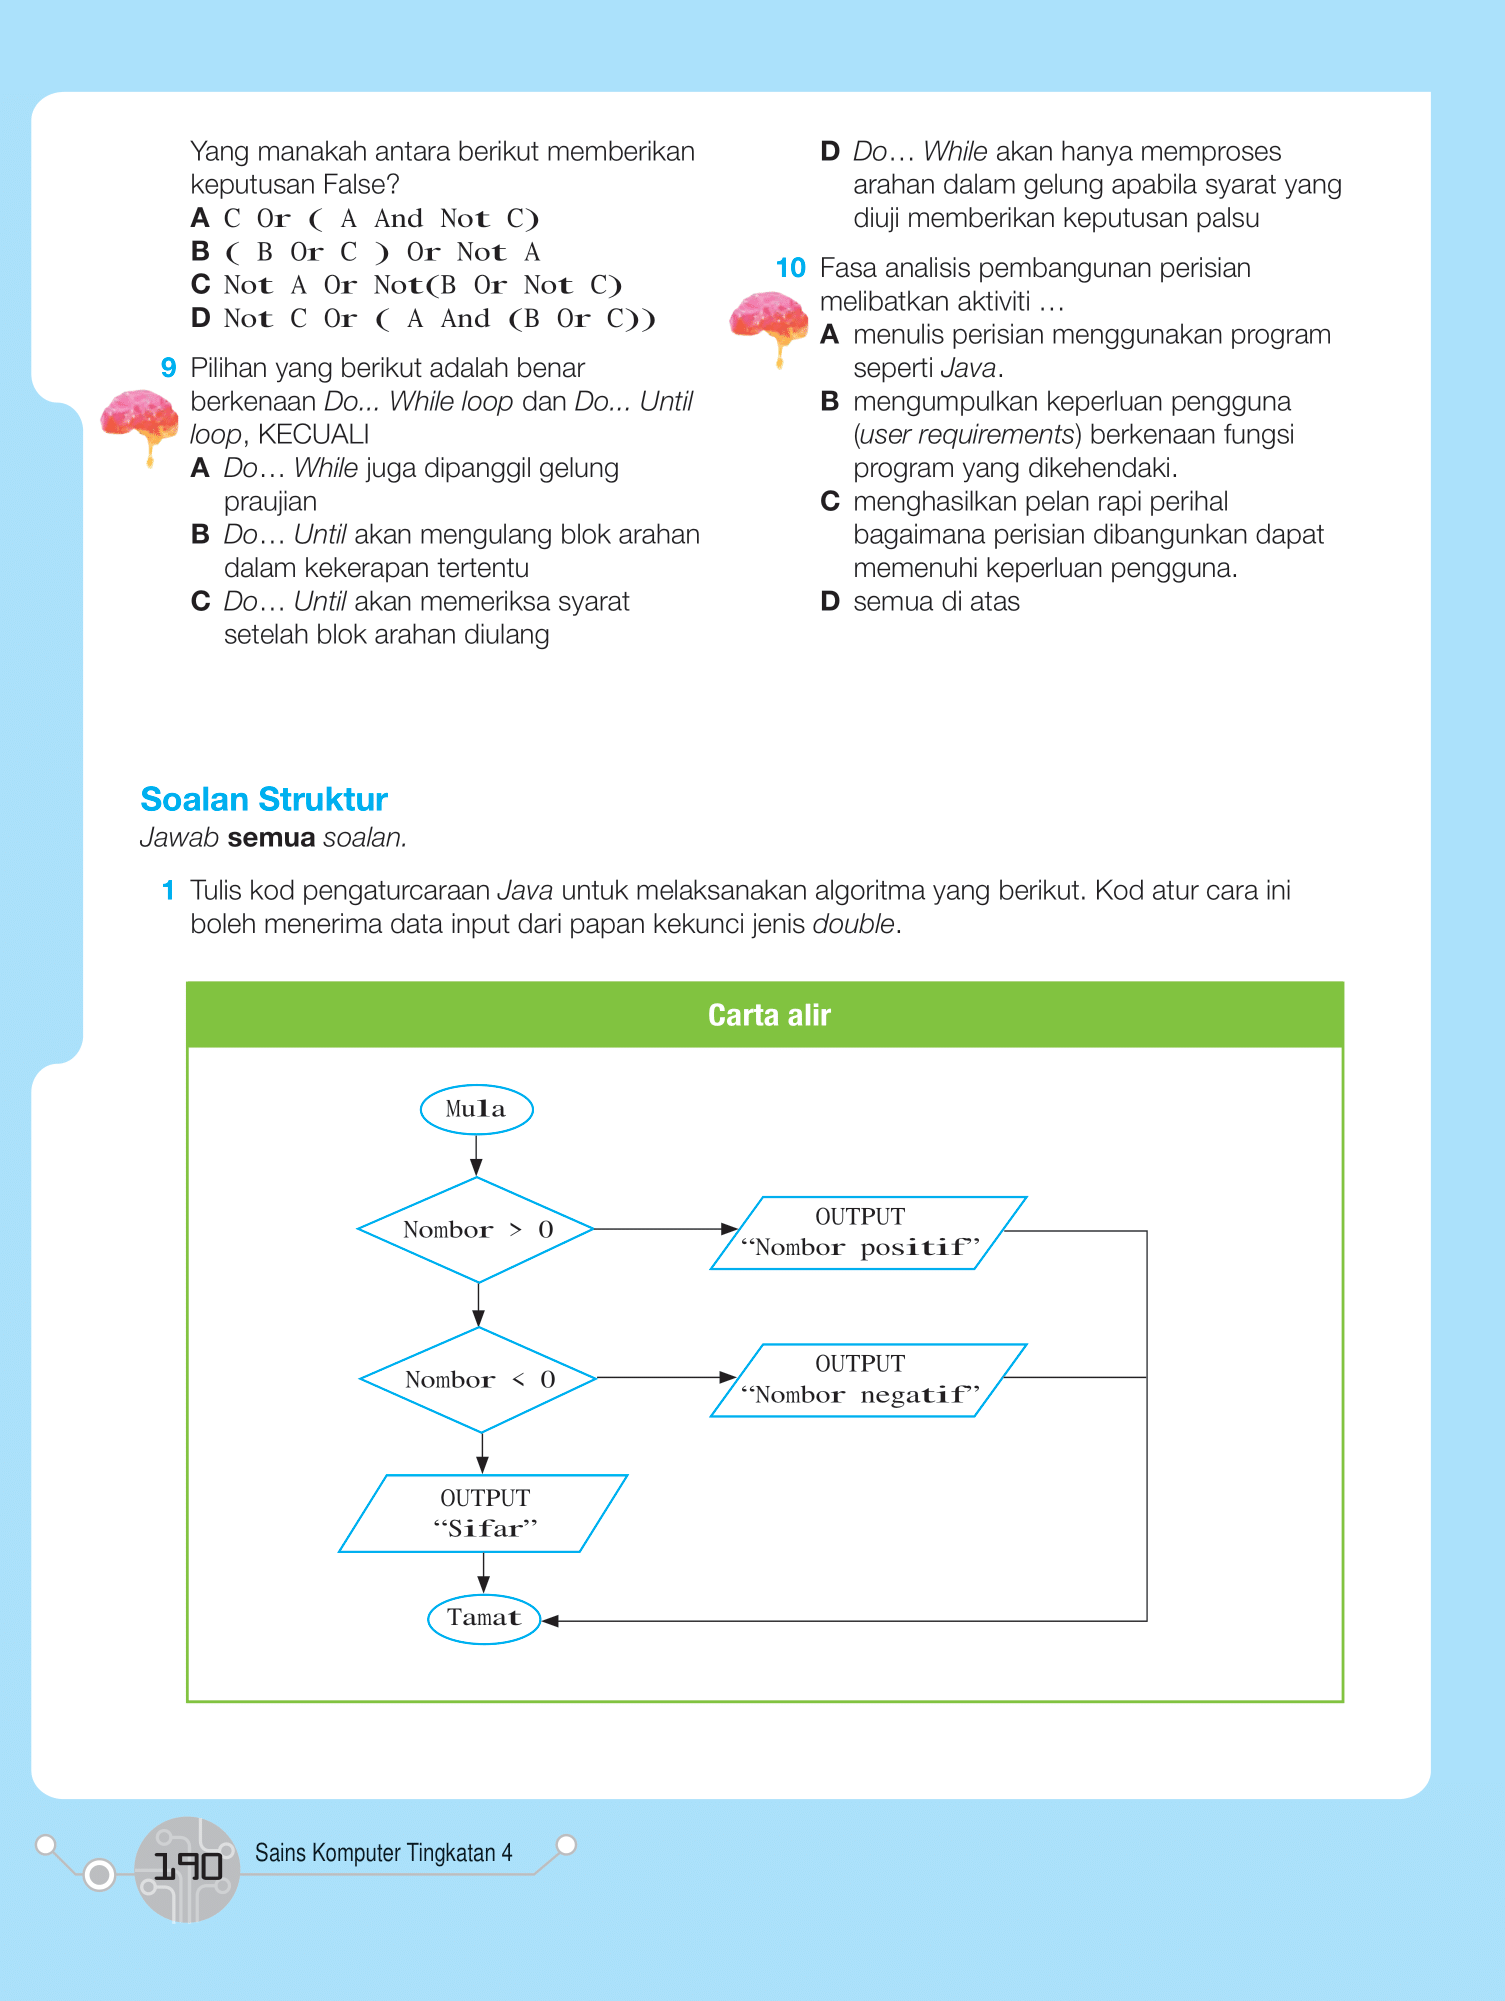 Yang manakah antara berikut memberikan
keputusan False?
A C Or ( A And Not C)
B ( B Or C ) Or Not A
C Not A Or Not(B Or Not C)
D Not C Or ( A And (B Or C))
9 Pilihan yang berikut adalah benar
berkenaan Do... While loop dan Do... Until
loop, KECUALI
A Do… While juga dipanggil gelung
praujian
B Do… Until akan mengulang blok arahan
dalam kekerapan tertentu
C Do… Until akan memeriksa syarat
setelah blok arahan diulang
D Do… While akan hanya memproses
arahan dalam gelung apabila syarat yang
diuji memberikan keputusan palsu
10 Fasa analisis pembangunan perisian
melibatkan aktiviti …
A menulis perisian menggunakan program
seperti Java.
B mengumpulkan keperluan pengguna
(user requirements) berkenaan fungsi
program yang dikehendaki.
C menghasilkan pelan rapi perihal
bagaimana perisian dibangunkan dapat
memenuhi keperluan pengguna.
D semua di atas
Soalan Struktur
Jawab semua soalan.
1 Tulis kod pengaturcaraan Java untuk melaksanakan algoritma yang berikut. Kod atur cara ini
boleh menerima data input dari papan kekunci jenis double.
Carta alir
Mula
Nombor > 0
OUTPUT
“Nombor positif”
Nombor < 0
OUTPUT
“Nombor negatif”
OUTPUT
“Sifar”
Tamat
190
Sains Komputer Tingkatan 4